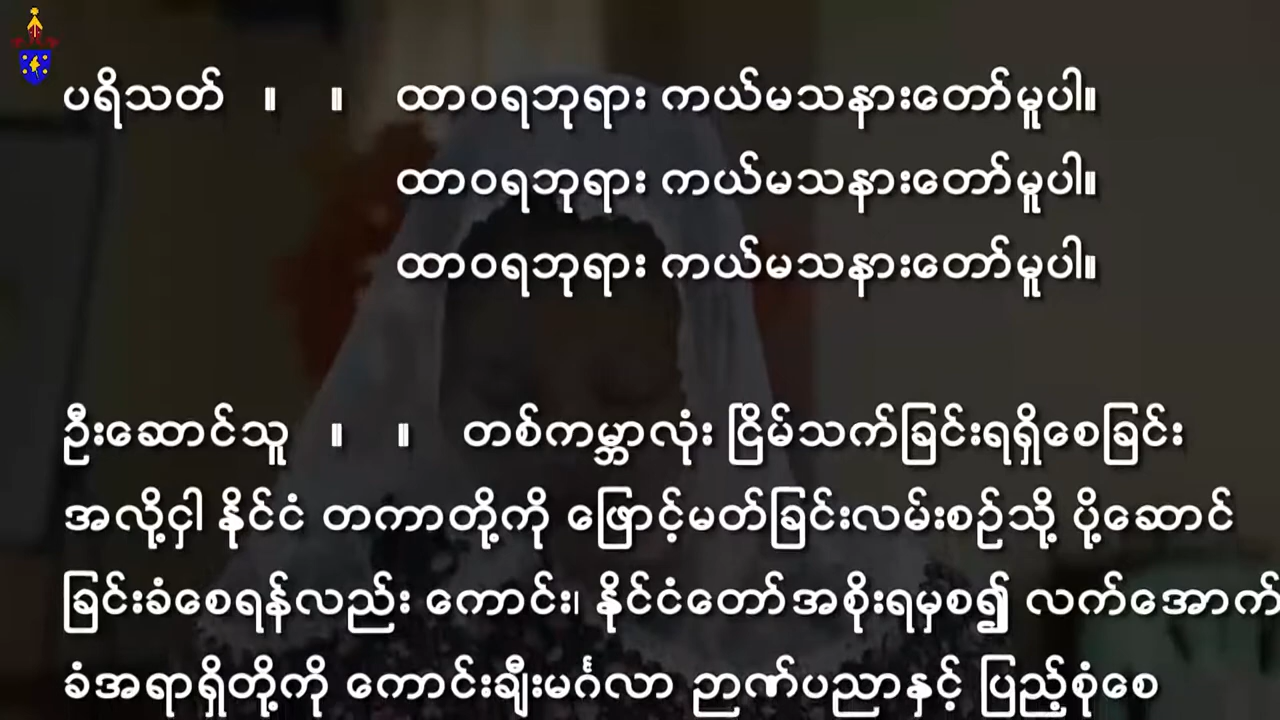 ပရိသတ် ။ ။ ထာဝရဘုရား ကယ်မသနားတော်မူပါ။
ထာဝရဘုရား ကယ်မသနားတော်မူပါ။
ထာဝရဘုရား ကယ်မသနားတော်မူပါ။
ဦးဆောင်သူ ။ ။ တစ်ကမ္ဘာလုံး ငြိမ်သက်ခြင်းရရှိစေခြင်း
အလို့ငှါ နိုင်ငံ တကာတို့ကို ဖြောင့်မတ်ခြင်းလမ်းစဉ်သို့ ပို့ဆောင်
ခြင်းခံစေရန်လည်း ကောင်း၊ နိုင်ငံတော်အစိုးရမှစ၍ လက်အောက်
ခံအရာရှိတို့ကို ကောင်းချီးမင်္ဂလာ ဉာဏ်ပညာနှင့် ပြည့်စုံစေ